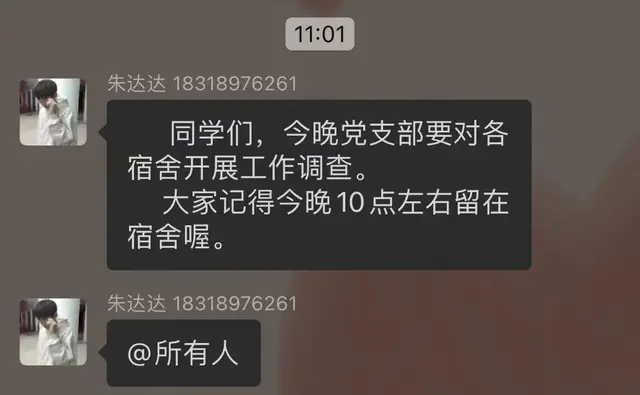 11:01
朱达达 18318976261
同学们，今晚党支部要对各
宿舍开展工作调查。
大家记得今晚10点左右留在
宿舍喔。
朱达达 18318976261
@所有人